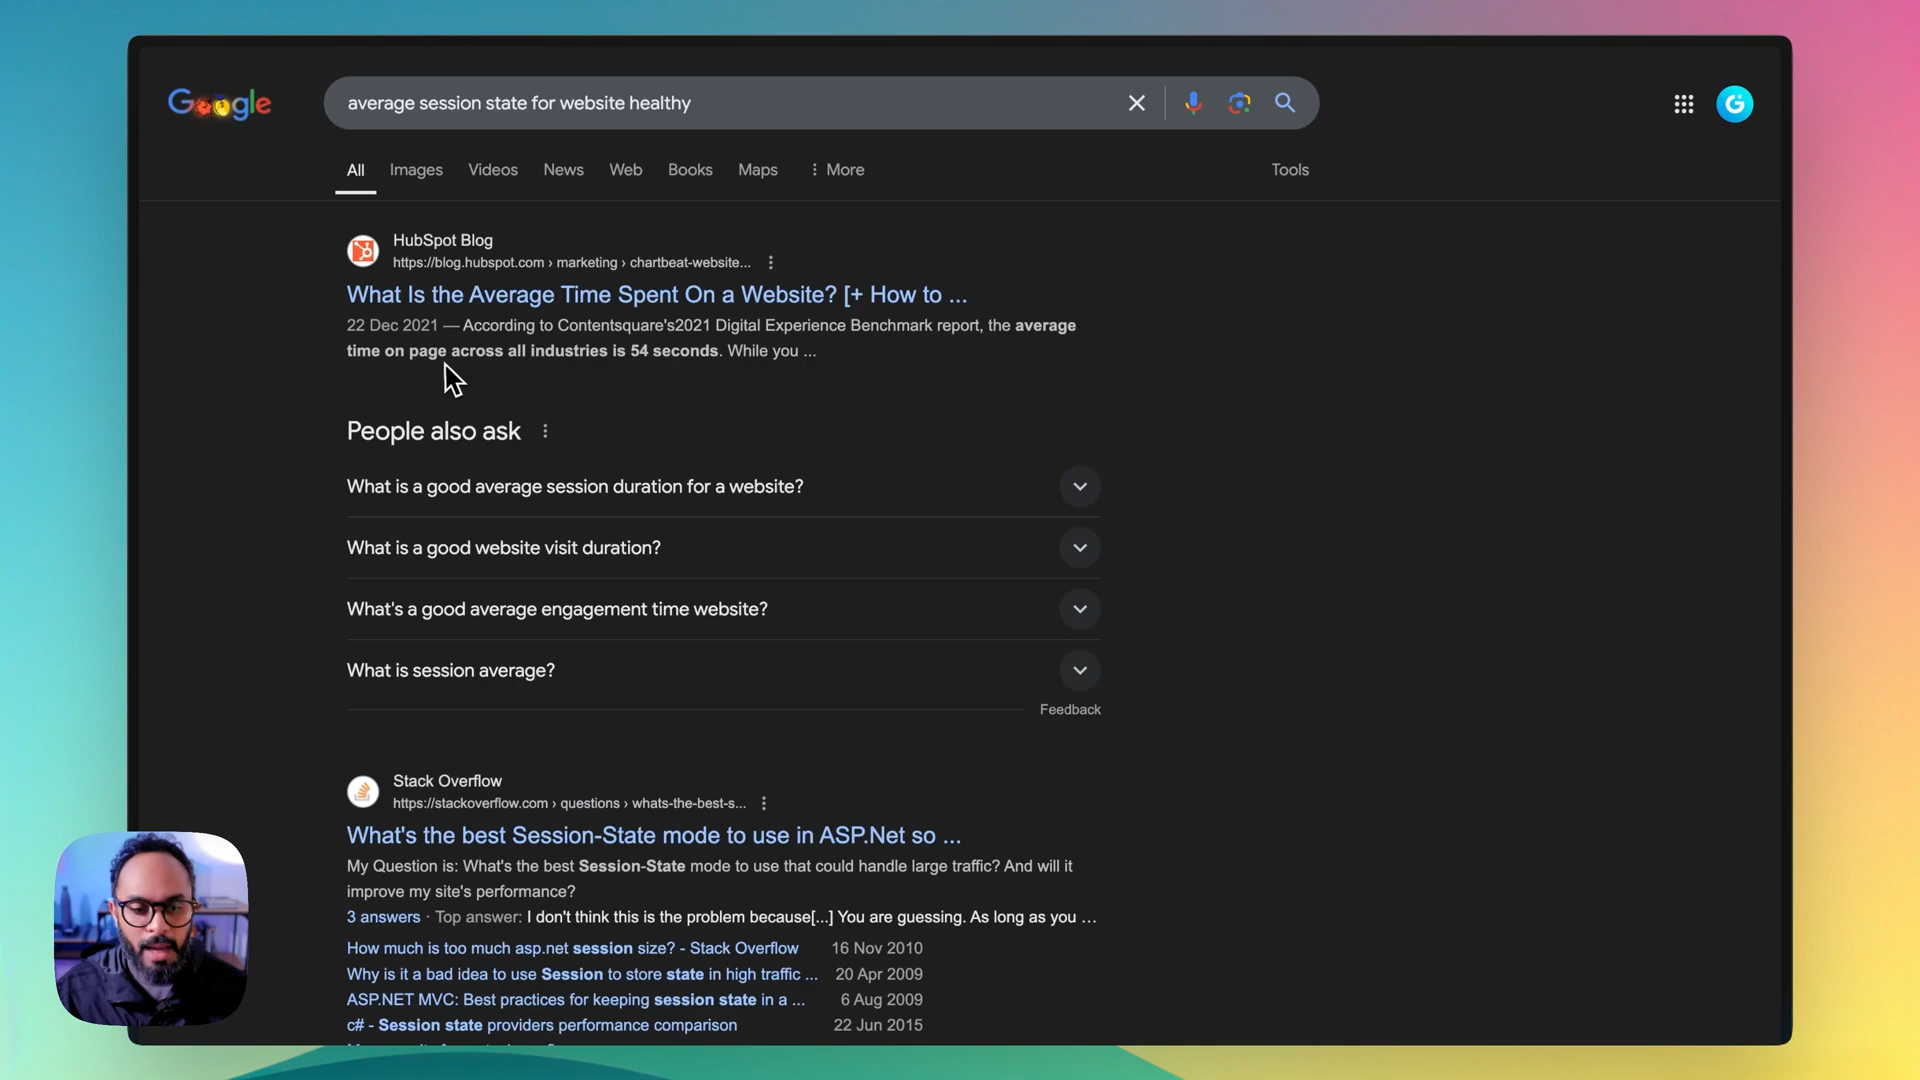 Google
average session state for website healthy
All Images Videos News Web Books Maps More Tools
HubSpot Blog
https://blog.hubspot.com › marketing › chartbeat-website...
What Is the Average Time Spent On a Website? [+ How to ...
22 Dec 2021 — According to Contentsquare's2021 Digital Experience Benchmark report, the average
time on page across all industries is 54 seconds. While you ...
People also ask
What is a good average session duration for a website?
What is a good website visit duration?
What's a good average engagement time website?
What is session average?
Feedback
Stack Overflow
https://stackoverflow.com › questions › whats-the-best-s...
What's the best Session-State mode to use in ASP.Net so ...
My Question is: What's the best Session-State mode to use that could handle large traffic? And will it
improve my site's performance?
3 answers · Top answer: I don't think this is the problem because[...] You are guessing. As long as you ...
How much is too much asp.net session size? - Stack Overflow 16 Nov 2010
Why is it a bad idea to use Session to store state in high traffic ... 20 Apr 2009
ASP.NET MVC: Best practices for keeping session state in a ... 6 Aug 2009
c# - Session state providers performance comparison 22 Jun 2015